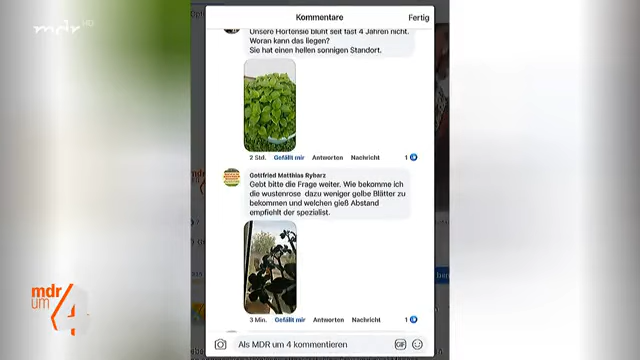 mdr HD
Kommentare
Fertig
Unsere Hortensie blüht seit fast 4 Jahren nicht.
Woran kann das liegen?
Sie hat einen hellen sonnigen Standort.
2 Std. Gefällt mir Antworten Nachricht 1
Gottfried Matthias Rybarz
Gebt bitte die Frage weiter. Wie bekomme ich
die wustenrose dazu weniger gelbe Blätter zu
bekommen und welchen gieß Abstand
empfiehlt der spezialist.
3 Min. Gefällt mir Antworten Nachricht 1
Als MDR um 4 kommentieren
GIF
mdr
um
4